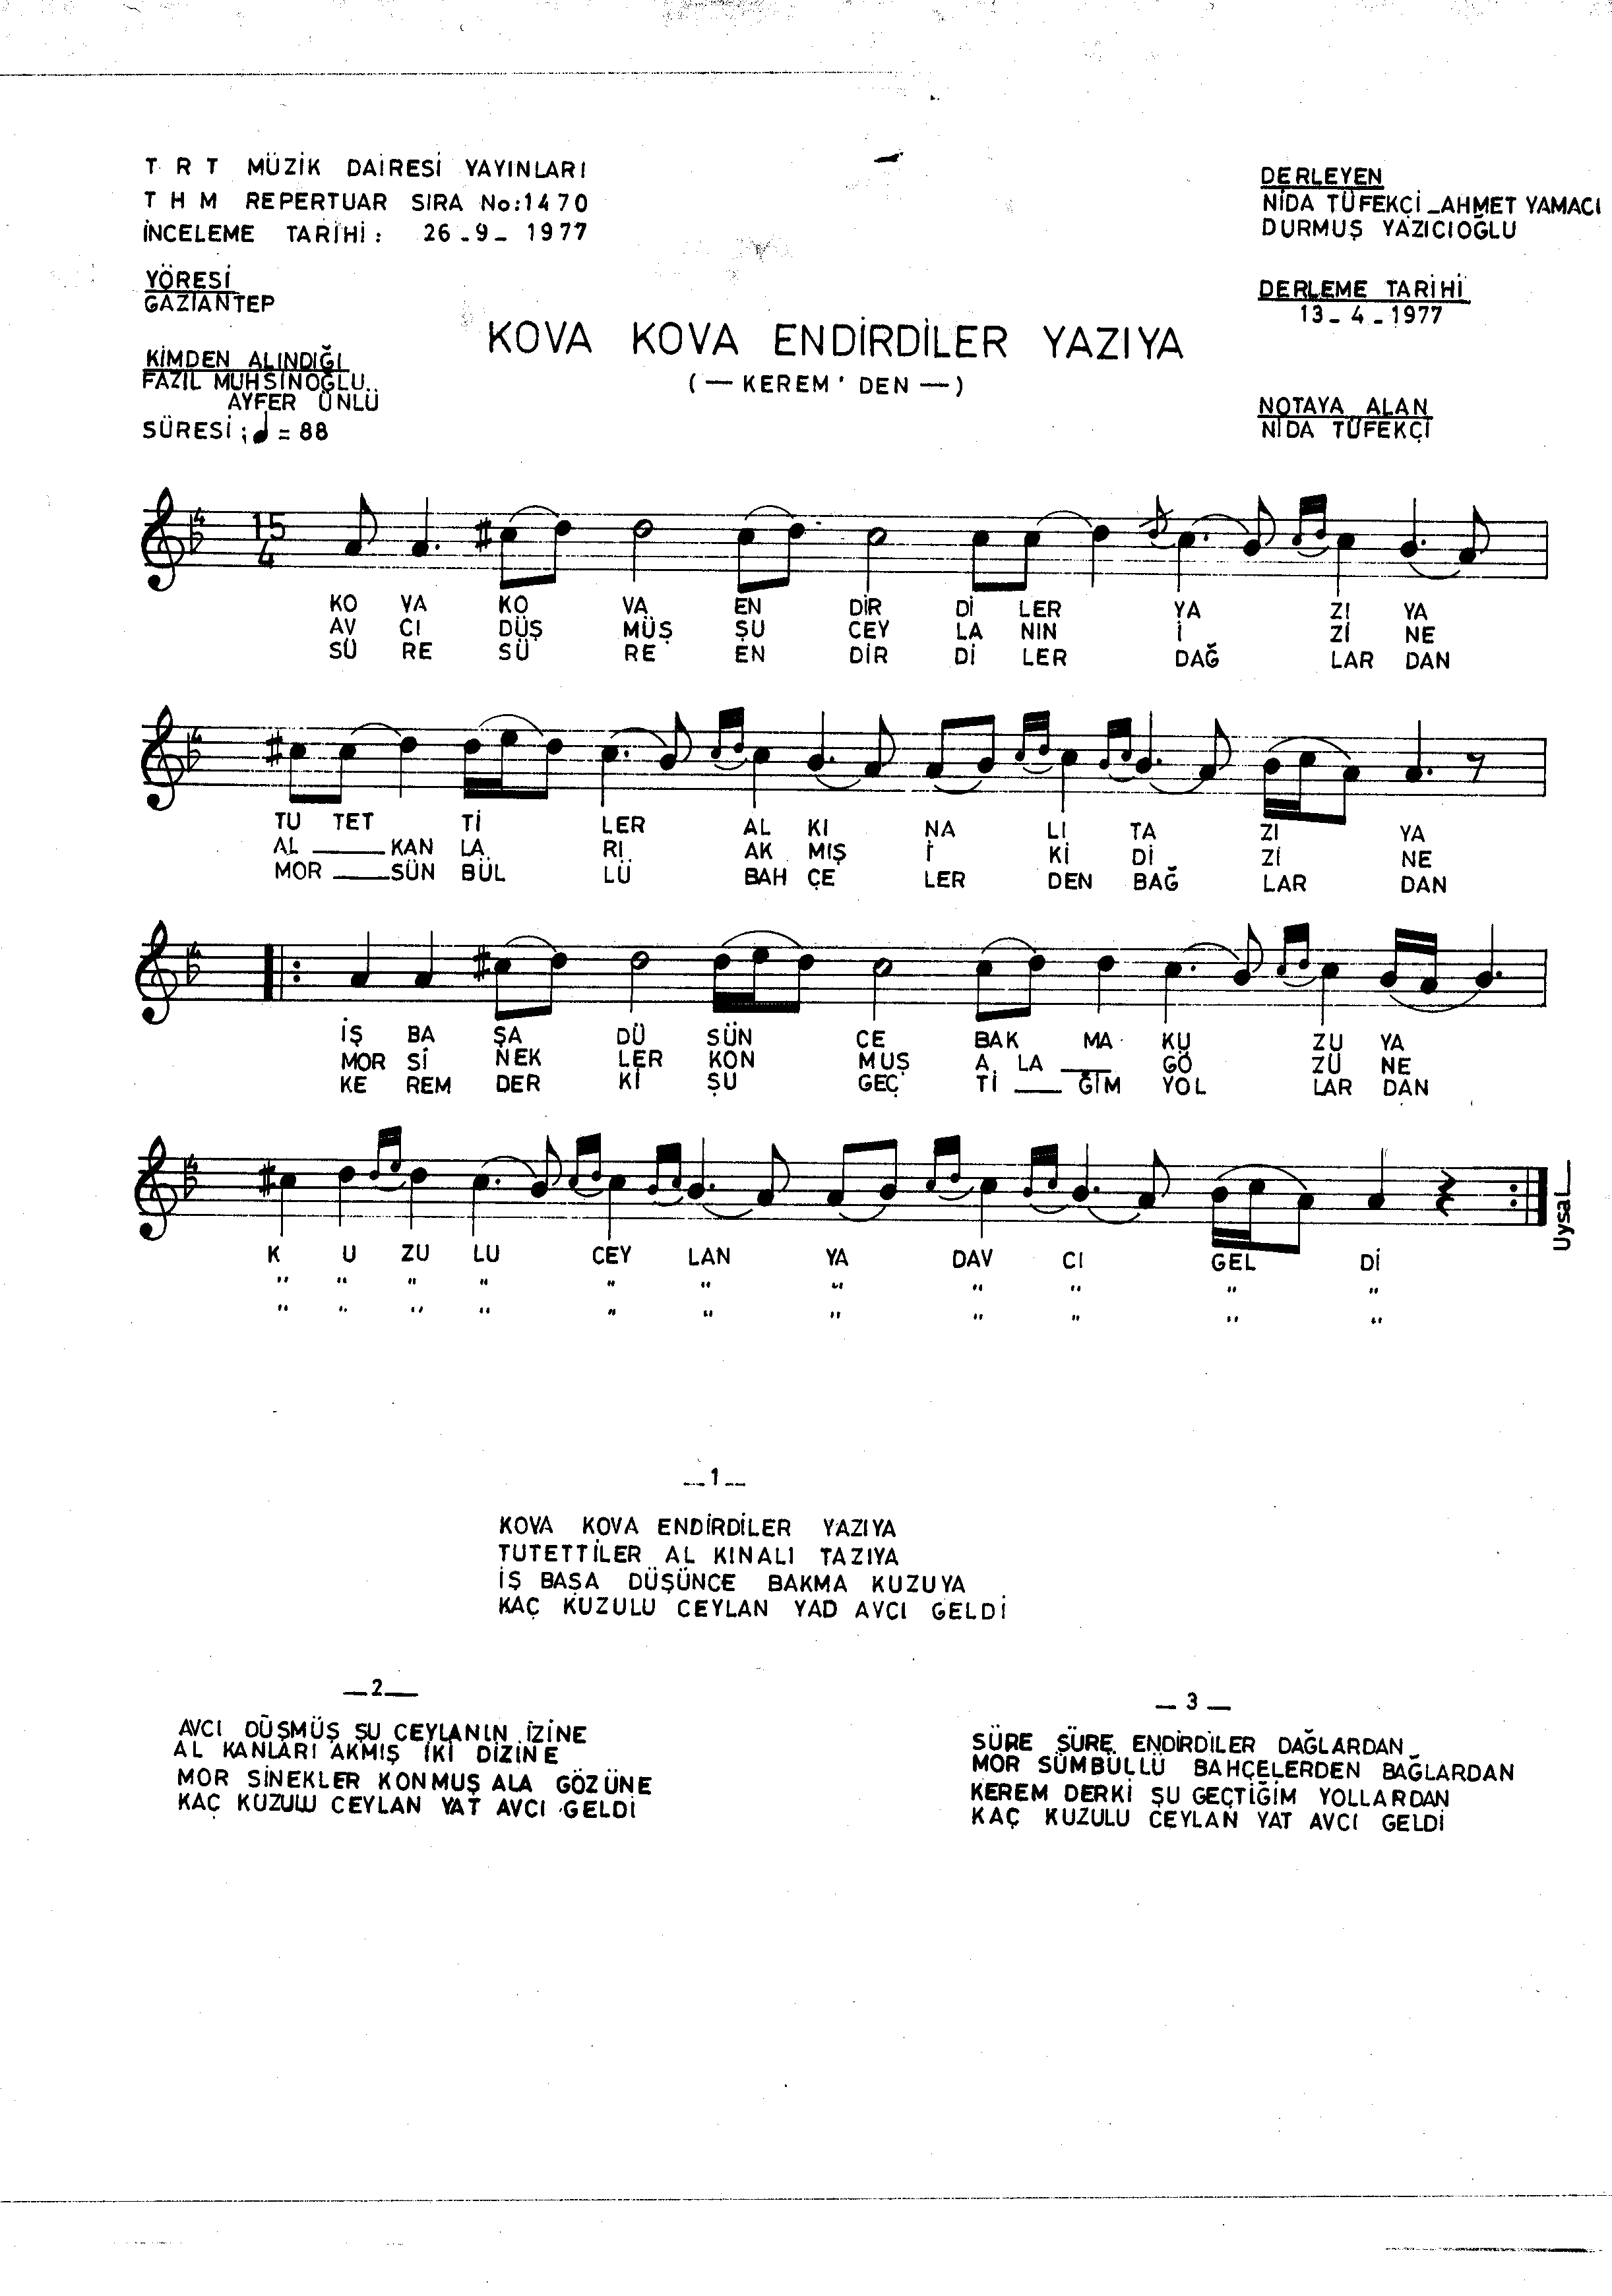 T R T MÜZİK DAİRESİ YAYINLARI
T H M REPERTUAR SIRA No:1470
İNCELEME TARİHİ: 26_9_ 1977
DERLEYEN
NİDA TÜFEKÇİ_AHMET YAMACI
DURMUŞ YAZICIOĞLU
YÖRESİ
GAZİANTEP
DERLEME TARİHİ
13_4_1977
KOVA KOVA ENDİRDİLER YAZIYA
(—KEREM' DEN—)
KİMDEN ALINDIĞI
FAZIL MUHSİNOĞLU
AYFER ÜNLÜ
SÜRESİ; ♩ = 88
NOTAYA ALAN
NİDA TÜFEKÇİ
15
4
KO VA KO VA EN DİR Dİ LER YA ZI YA
AV CI DÜŞ MÜŞ ŞU CEY LA NIN İ Zİ NE
SÜ RE SÜ RE EN DİR Dİ LER DAĞ LAR DAN
TU TET Tİ LER AL KI NA LI TA ZI YA
AL ——— KAN LA RI AK MIŞ İ Kİ Dİ Zİ NE
MOR ——— SÜN BÜL LÜ BAH ÇE LER DEN BAĞ LAR DAN
İŞ BA ŞA DÜ SÜN CE BAK MA KU ZU YA
MOR Sİ NEK LER KON MUŞ A LA ___ GÖ ZÜ NE
KE REM DER Kİ ŞU GEÇ Tİ ___ ĞİM YOL LAR DAN
K U ZU LU CEY LAN YA DAV CI GEL Dİ
" " " " " " " " " " "
" " " " " " " " " " "
Uysal
__1__
KOVA KOVA ENDİRDİLER YAZIYA
TUTETTİLER AL KINALI TAZIYA
İŞ BAŞA DÜŞÜNCE BAKMA KUZUYA
KAÇ KUZULU CEYLAN YAD AVCI GELDİ
__2__
AVCI DÜŞMÜŞ ŞU CEYLANIN İZİNE
AL KANLARI AKMIŞ İKİ DİZİNE
MOR SİNEKLER KONMUŞ ALA GÖZÜNE
KAÇ KUZULU CEYLAN YAT AVCI GELDİ
__3__
SÜRE SÜRE ENDİRDİLER DAĞLARDAN
MOR SÜMBÜLLÜ BAHÇELERDEN BAĞLARDAN
KEREM DERKİ ŞU GEÇTİĞİM YOLLARDAN
KAÇ KUZULU CEYLAN YAT AVCI GELDİ